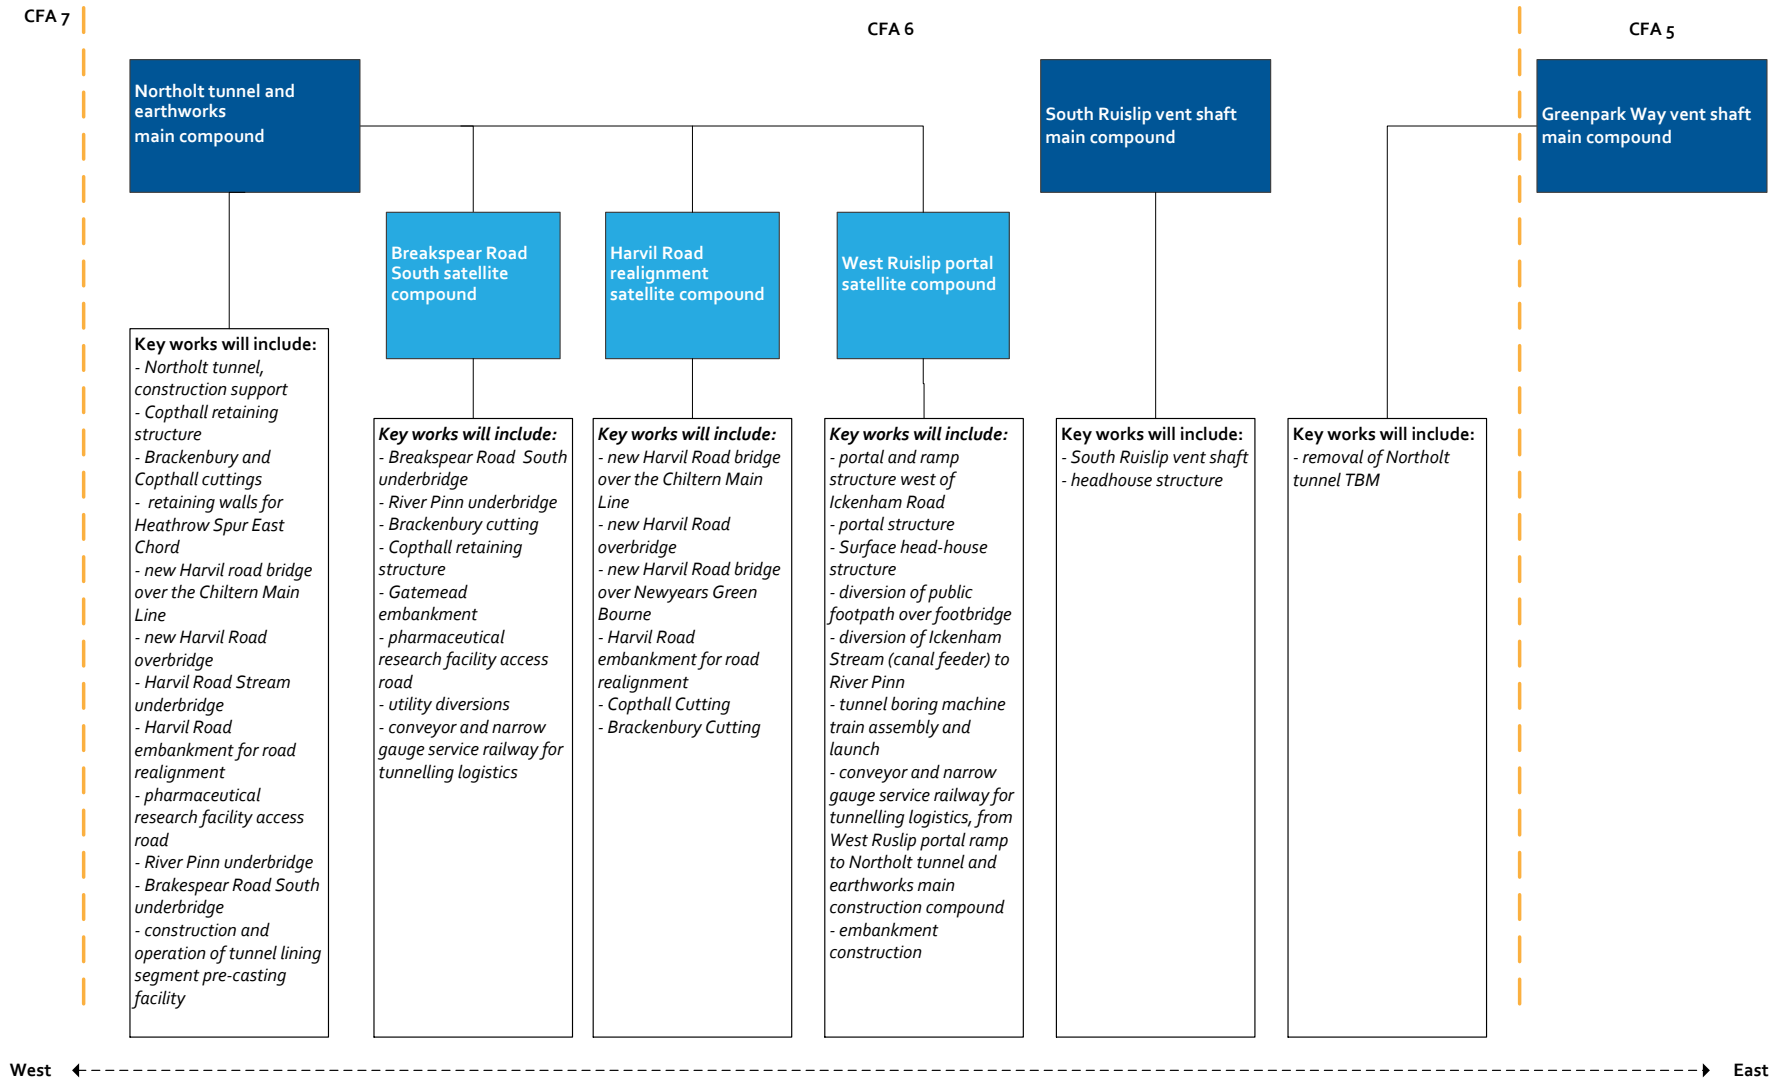 CFA 7
CFA 6
CFA 5
Northolt tunnel and
earthworks
main compound
South Ruislip vent shaft
main compound
Greenpark Way vent shaft
main compound
Breakspear Road
South satellite
compound
Harvil Road
realignment
satellite compound
West Ruislip portal
satellite compound
Key works will include:
- Northolt tunnel,
construction support
- Copthall retaining
structure
- Brackenbury and
Copthall cuttings
- retaining walls for
Heathrow Spur East
Chord
- new Harvil road bridge
over the Chiltern Main
Line
- new Harvil Road
overbridge
- Harvil Road Stream
underbridge
- Harvil Road
embankment for road
realignment
- pharmaceutical
research facility access
road
- River Pinn underbridge
- Brakespear Road South
underbridge
- construction and
operation of tunnel lining
segment pre-casting
facility
Key works will include:
- Breakspear Road South
underbridge
- River Pinn underbridge
- Brackenbury cutting
- Copthall retaining
structure
- Gatemead
embankment
- pharmaceutical
research facility access
road
- utility diversions
- conveyor and narrow
gauge service railway for
tunnelling logistics
Key works will include:
- new Harvil Road bridge
over the Chiltern Main
Line
- new Harvil Road
overbridge
- new Harvil Road bridge
over Newyears Green
Bourne
- Harvil Road
embankment for road
realignment
- Copthall Cutting
- Brackenbury Cutting
Key works will include:
- portal and ramp
structure west of
Ickenham Road
- portal structure
- Surface head-house
structure
- diversion of public
footpath over footbridge
- diversion of Ickenham
Stream (canal feeder) to
River Pinn
- tunnel boring machine
train assembly and
launch
- conveyor and narrow
gauge service railway for
tunnelling logistics, from
West Ruslip portal ramp
to Northolt tunnel and
earthworks main
construction compound
- embankment
construction
Key works will include:
- South Ruislip vent shaft
- headhouse structure
Key works will include:
- removal of Northolt
tunnel TBM
West
East